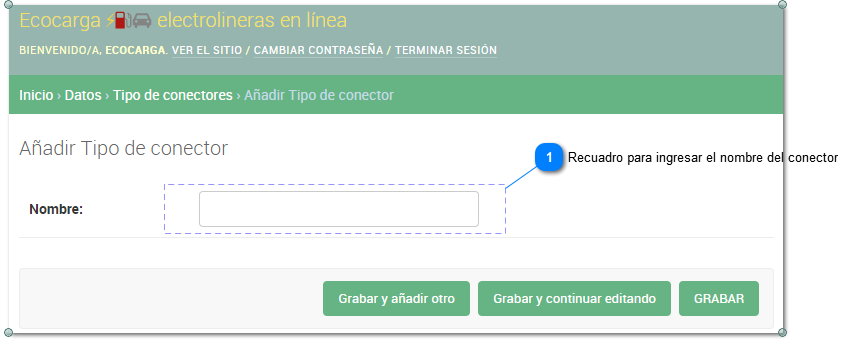 Ecocarga electrolineras en línea
BIENVENIDO/A, ECOCARGA. VER EL SITIO / CAMBIAR CONTRASEÑA / TERMINAR SESIÓN
Inicio › Datos › Tipo de conectores › Añadir Tipo de conector
Añadir Tipo de conector
1 Recuadro para ingresar el nombre del conector
Nombre:
Grabar y añadir otro Grabar y continuar editando GRABAR